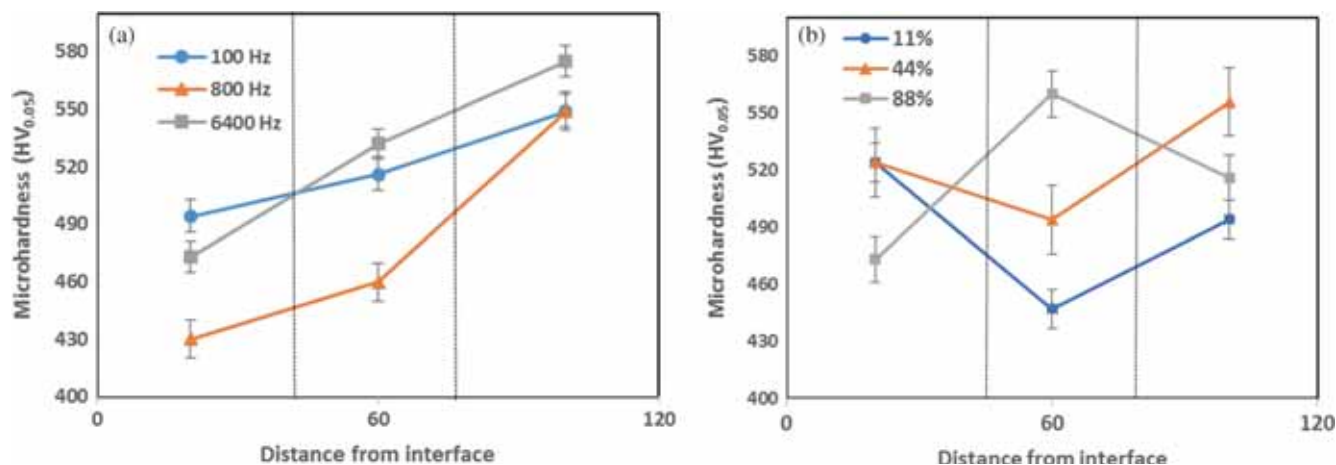 (a)
100 Hz
800 Hz
6400 Hz
Microhardness (HV0.05)
580
550
520
490
460
430
400
0
60
120
Distance from interface
(b)
11%
44%
88%
Microhardness (HV0.05)
580
550
520
490
460
430
400
0
60
120
Distance from interface